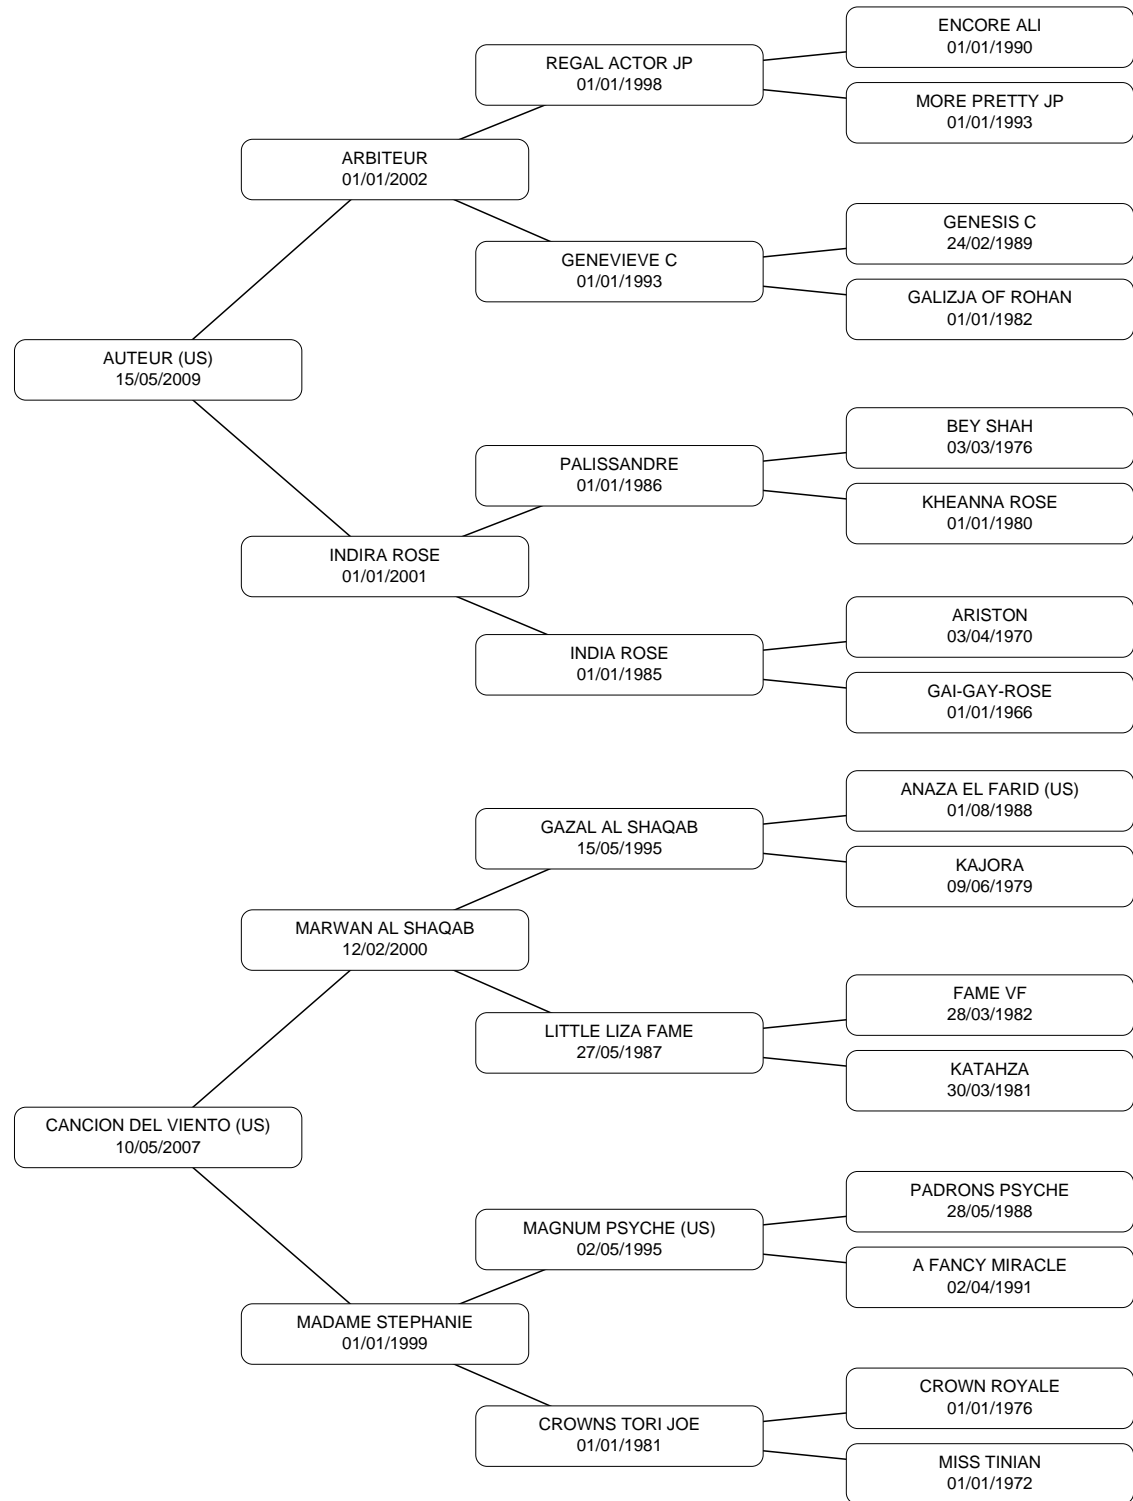 ENCORE ALI
01/01/1990
REGAL ACTOR JP
01/01/1998
MORE PRETTY JP
01/01/1993
ARBITEUR
01/01/2002
GENESIS C
24/02/1989
GENEVIEVE C
01/01/1993
GALIZJA OF ROHAN
01/01/1982
AUTEUR (US)
15/05/2009
BEY SHAH
03/03/1976
PALISSANDRE
01/01/1986
KHEANNA ROSE
01/01/1980
INDIRA ROSE
01/01/2001
ARISTON
03/04/1970
INDIA ROSE
01/01/1985
GAI-GAY-ROSE
01/01/1966
ANAZA EL FARID (US)
01/08/1988
GAZAL AL SHAQAB
15/05/1995
KAJORA
09/06/1979
MARWAN AL SHAQAB
12/02/2000
FAME VF
28/03/1982
LITTLE LIZA FAME
27/05/1987
KATAHZA
30/03/1981
CANCION DEL VIENTO (US)
10/05/2007
PADRONS PSYCHE
28/05/1988
MAGNUM PSYCHE (US)
02/05/1995
A FANCY MIRACLE
02/04/1991
MADAME STEPHANIE
01/01/1999
CROWN ROYALE
01/01/1976
CROWNS TORI JOE
01/01/1981
MISS TINIAN
01/01/1972